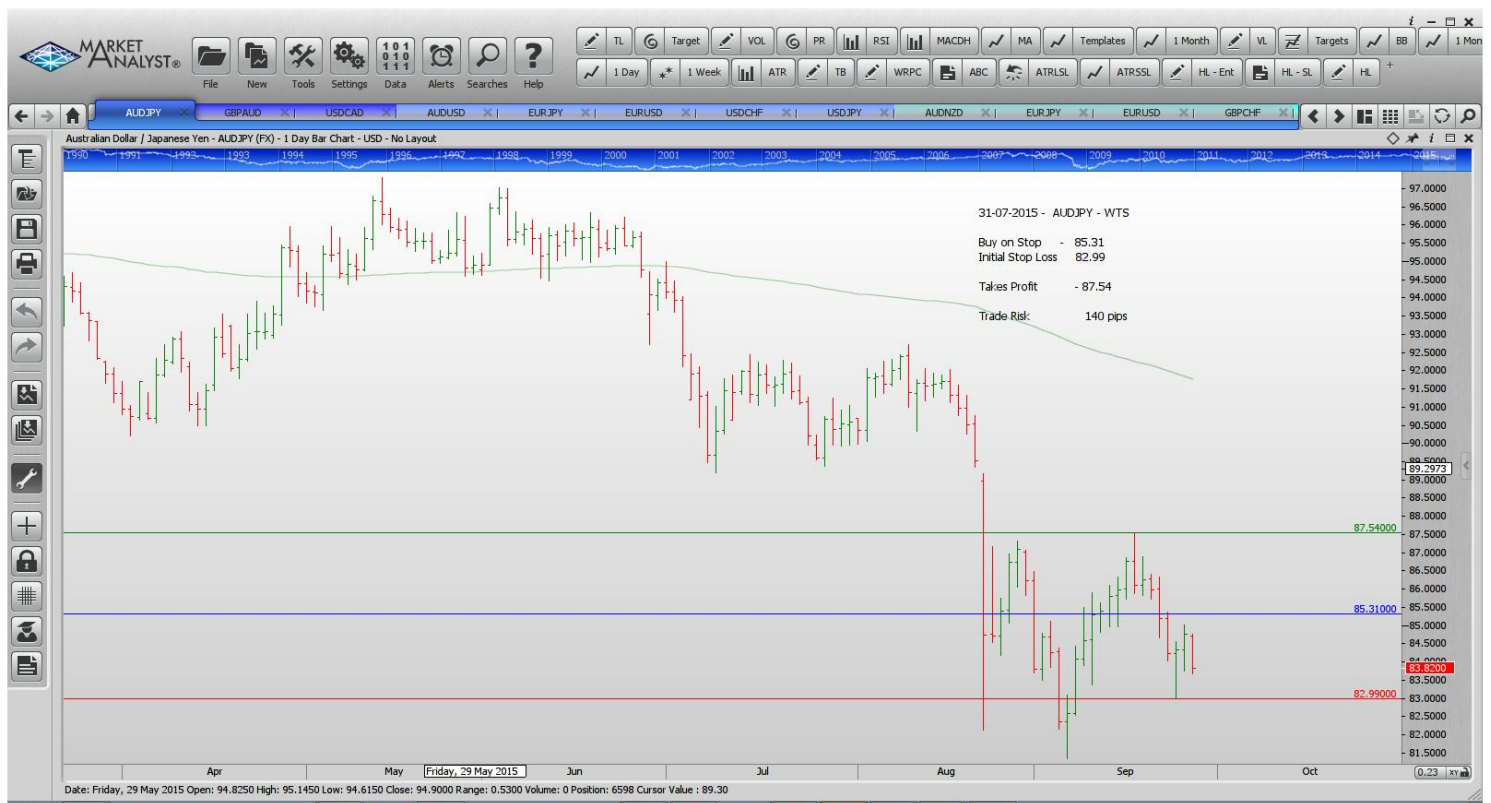 i
MARKET ANALYST®
File New Tools Settings Data Alerts Searches Help
TL Target VOL PR RSI MACDH MA Templates 1 Month VL Targets BB 1 Mon
1 Day 1 Week ATR TB WRPC ABC ATRLSL ATRSSL HL - Ent HL - SL HL +
AUDJPY GBPAUD USDCAD AUDUSD EURJPY EURUSD USDCHF USDJPY AUDNZD EURJPY EURUSD GBPCHF
Australian Dollar / Japanese Yen - AUDJPY (FX) - 1 Day Bar Chart - USD - No Layout
1990 1991 1992 1993 1994 1995 1996 1997 1998 1999 2000 2001 2002 2003 2004 2005 2006 2007 2008 2009 2010 2011 2012 2013 2014 2015
31-07-2015 - AUDJPY - WTS
Buy on Stop - 85.31
Initial Stop Loss 82.99
Takes Profit - 87.54
Trade Risk 140 pips
97.0000
96.5000
96.0000
95.5000
95.0000
94.5000
94.0000
93.5000
93.0000
92.5000
92.0000
91.5000
91.0000
90.5000
90.0000
89.5000
89.2973
89.0000
88.5000
88.0000
87.54000
87.5000
87.0000
86.5000
86.0000
85.5000
85.31000
85.0000
84.5000
84.0000
83.8200
83.5000
82.99000
83.0000
82.5000
82.0000
81.5000
Apr May Friday, 29 May 2015 Jun Jul Aug Sep Oct 0.23 XY
Date: Friday, 29 May 2015 Open: 94.8250 High: 95.1450 Low: 94.6150 Close: 94.9000 Range: 0.5300 Volume: 0 Position: 6598 Cursor Value : 89.30